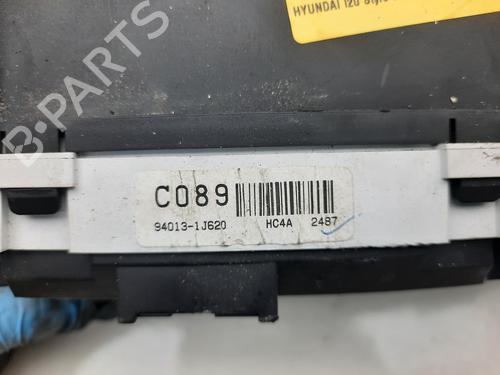 HYUNDAI I20
B-PARTS
C089
94013-1J620 HC4A 2487